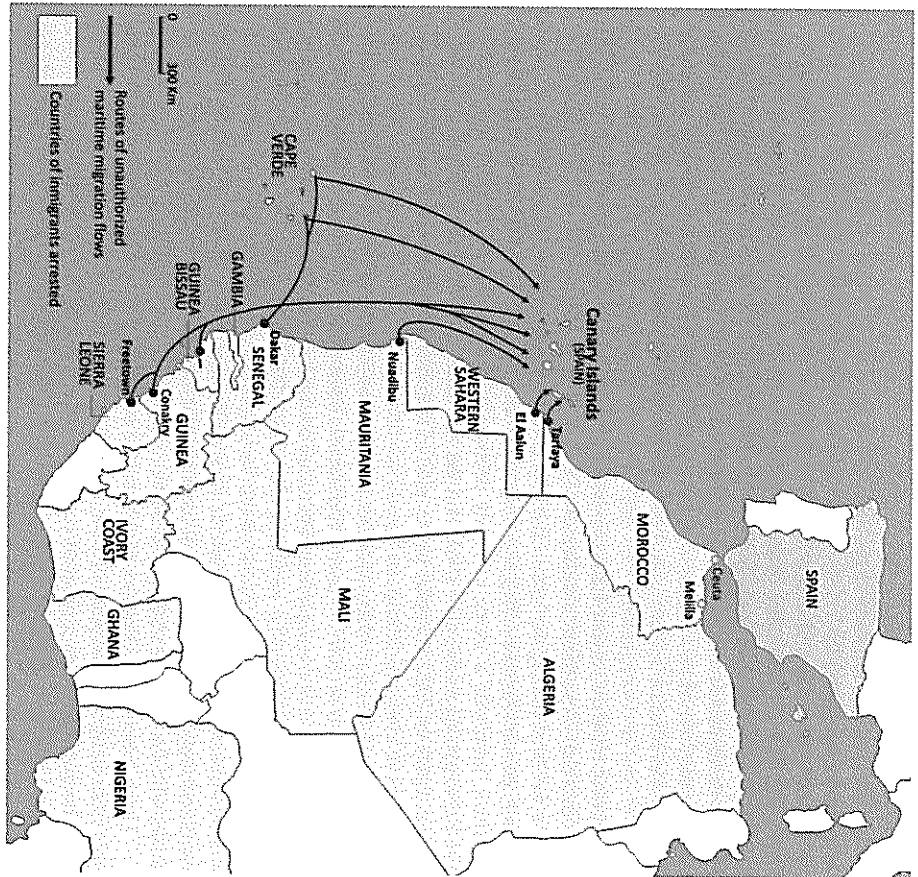 Canary Islands
(SPAIN)
SPAIN
Ceuta
Melilla
MOROCCO
Tarfaya
El Aaiun
ALGERIA
WESTERN
SAHARA
Nuadibu
MAURITANIA
MALI
CAPE
VERDE
Dakar
SENEGAL
GAMBIA
GUINEA
BISSAU
GUINEA
Conakry
Freetown
SIERRA
LEONE
IVORY
COAST
GHANA
NIGERIA
0 300 Km
Routes of unauthorized
maritime migration flows
Countries of inmigrants arrested